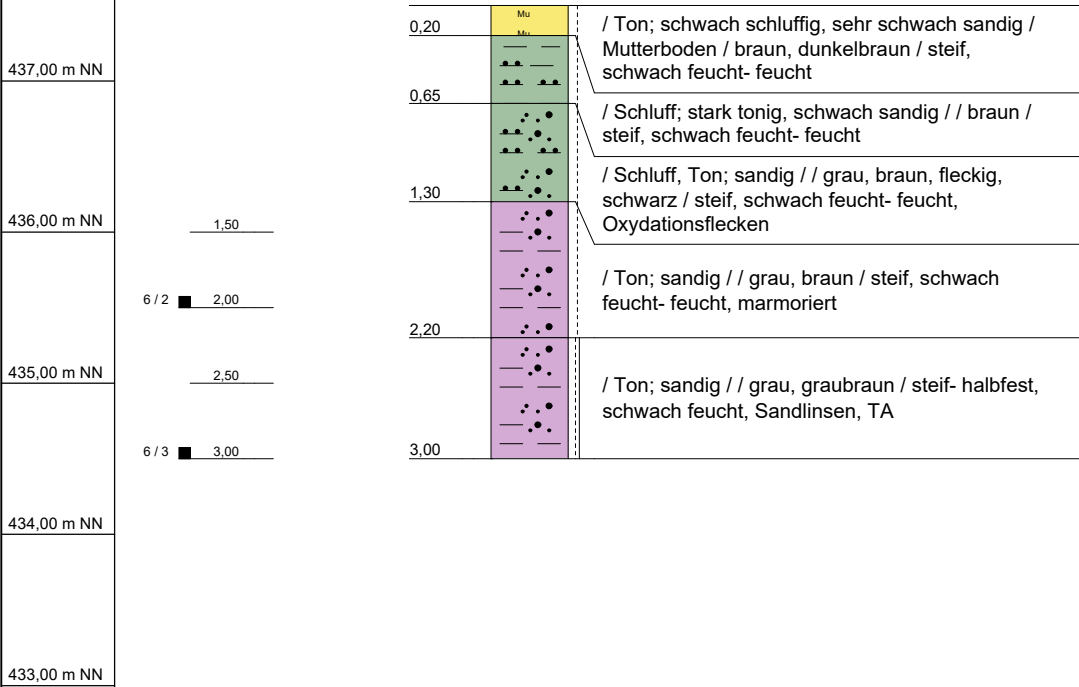 Mu
0,20
Mu
/ Ton; schwach schluffig, sehr schwach sandig /
Mutterboden / braun, dunkelbraun / steif,
schwach feucht- feucht
437,00 m NN
0,65
/ Schluff; stark tonig, schwach sandig / / braun /
steif, schwach feucht- feucht
/ Schluff, Ton; sandig / / grau, braun, fleckig,
schwarz / steif, schwach feucht- feucht,
Oxydationsflecken
1,30
436,00 m NN
1,50
/ Ton; sandig / / grau, braun / steif, schwach
feucht- feucht, marmoriert
6 / 2
2,00
2,20
435,00 m NN
2,50
/ Ton; sandig / / grau, graubraun / steif- halbfest,
schwach feucht, Sandlinsen, TA
6 / 3
3,00
3,00
434,00 m NN
433,00 m NN